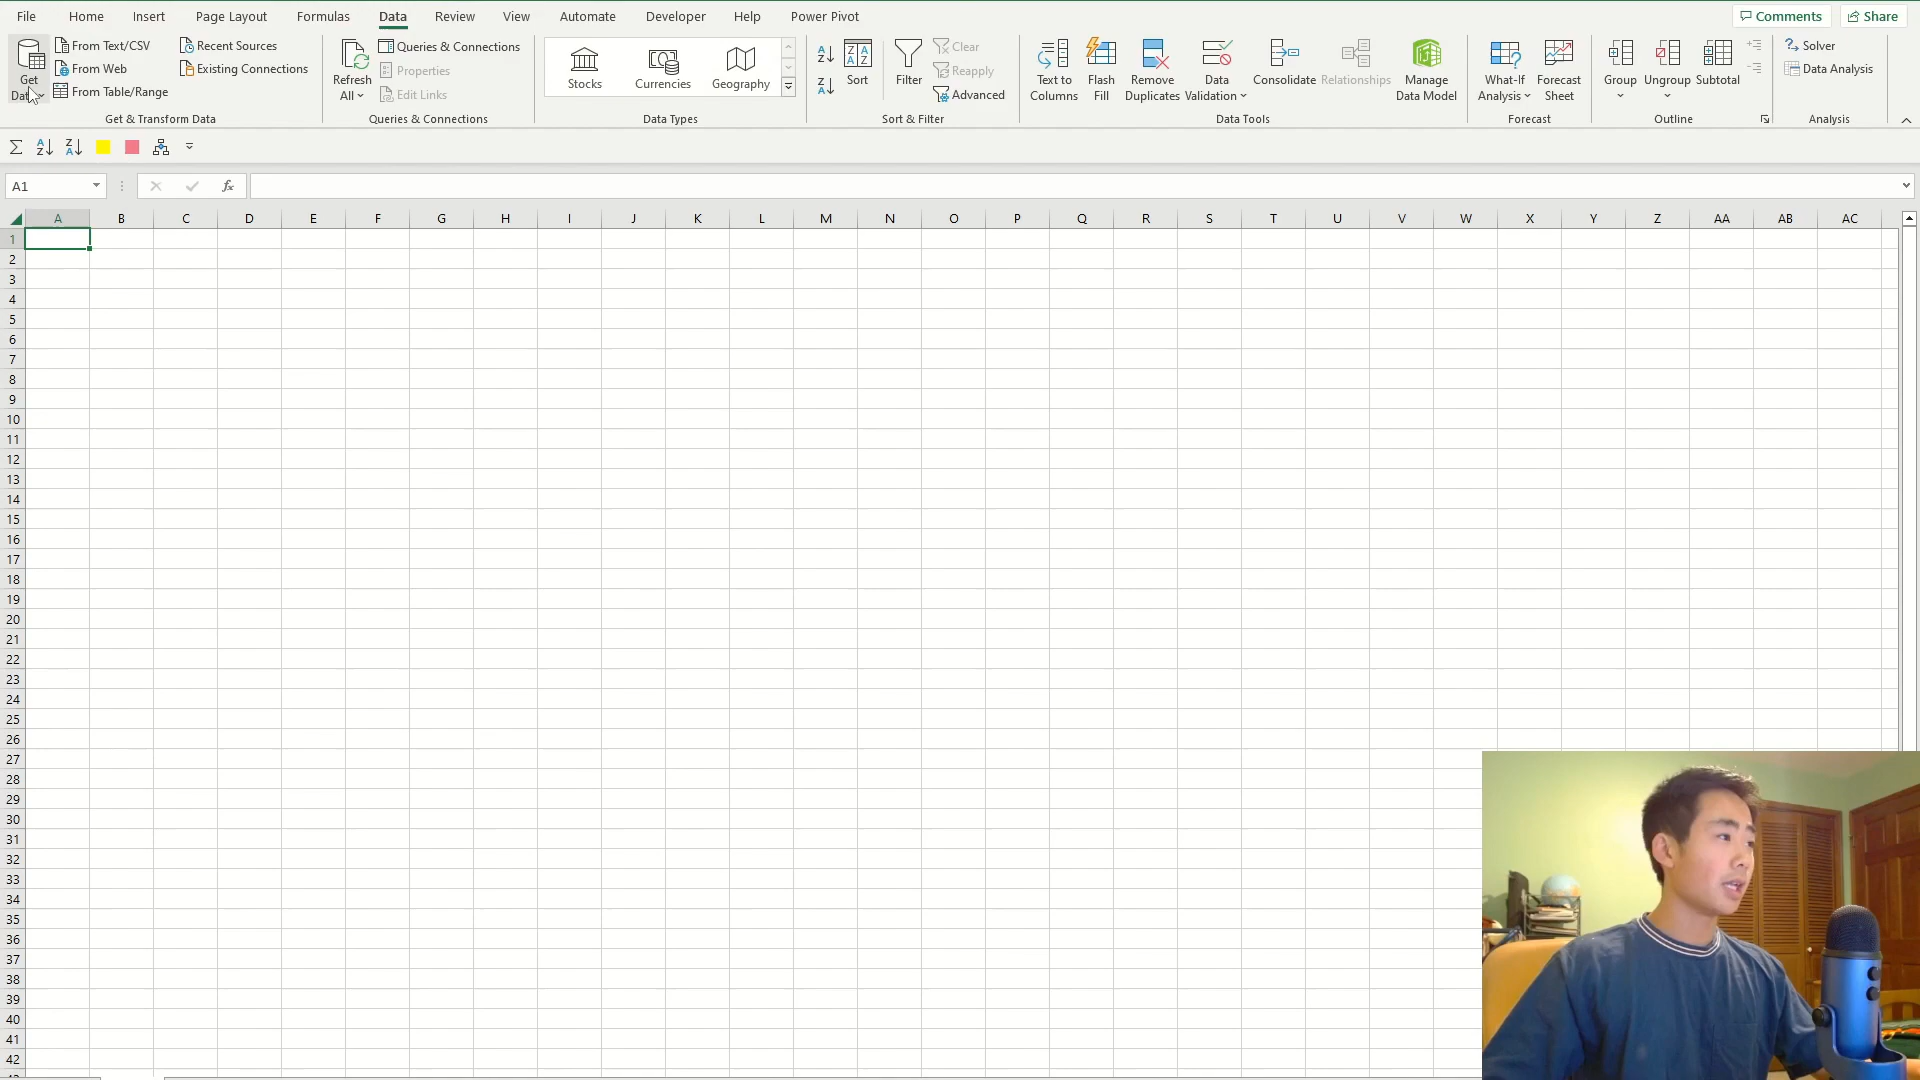 File Home Insert Page Layout Formulas Data Review View Automate Developer Help Power Pivot Comments Share
Get Data
From Text/CSV
From Web
From Table/Range
Recent Sources
Existing Connections
Get & Transform Data
Refresh All
Queries & Connections
Properties
Edit Links
Queries & Connections
Stocks Currencies Geography
Data Types
A Z
Z A
Sort
Filter
Clear
Reapply
Advanced
Sort & Filter
Text to Columns
Flash Fill
Remove Duplicates
Data Validation
Consolidate
Relationships
Manage Data Model
Data Tools
What-If Analysis
Forecast Sheet
Forecast
Group
Ungroup
Subtotal
Outline
Solver
Data Analysis
Analysis
Σ A Z Z A
A1 fx
A B C D E F G H I J K L M N O P Q R S T U V W X Y Z AA AB AC
1
2
3
4
5
6
7
8
9
10
11
12
13
14
15
16
17
18
19
20
21
22
23
24
25
26
27
28
29
30
31
32
33
34
35
36
37
38
39
40
41
42